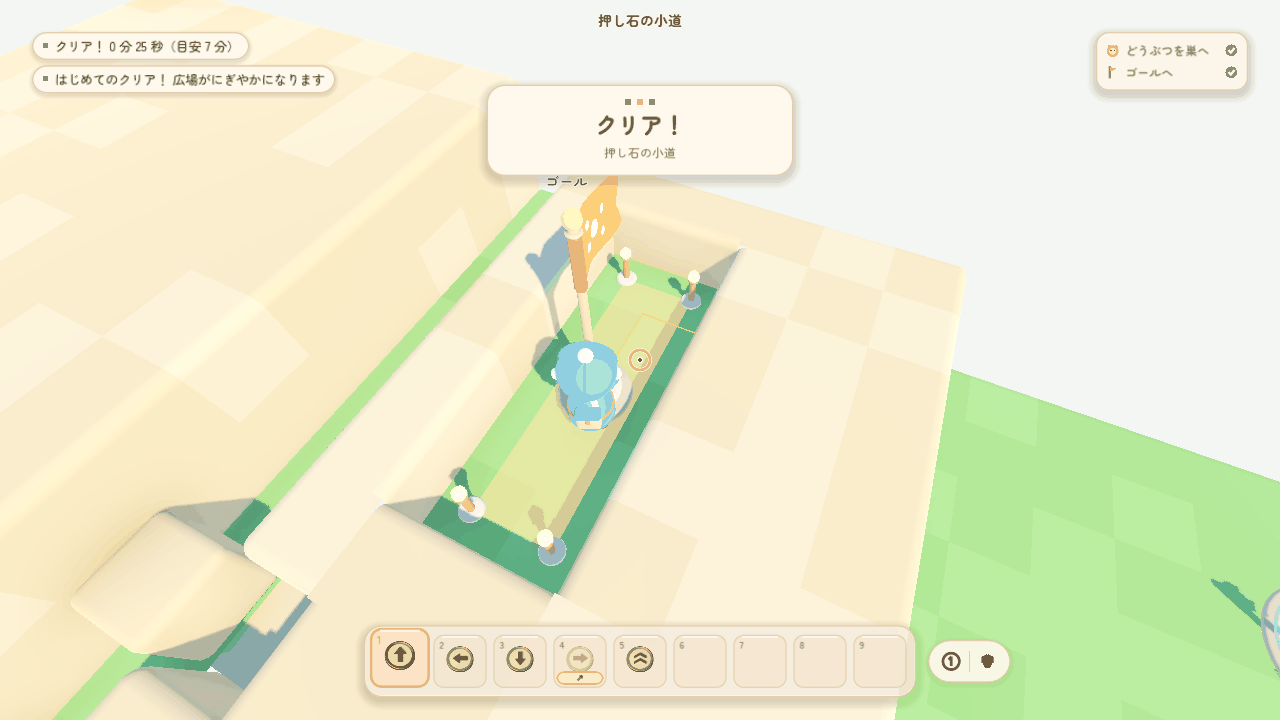 押し石の小道
クリア！ 0分25秒（目安7分）
はじめてのクリア！ 広場がにぎやかになります
どうぶつを巣へ
ゴールへ
クリア！
押し石の小道
ゴール
1 2 3 4 5 6 7 8 9
1